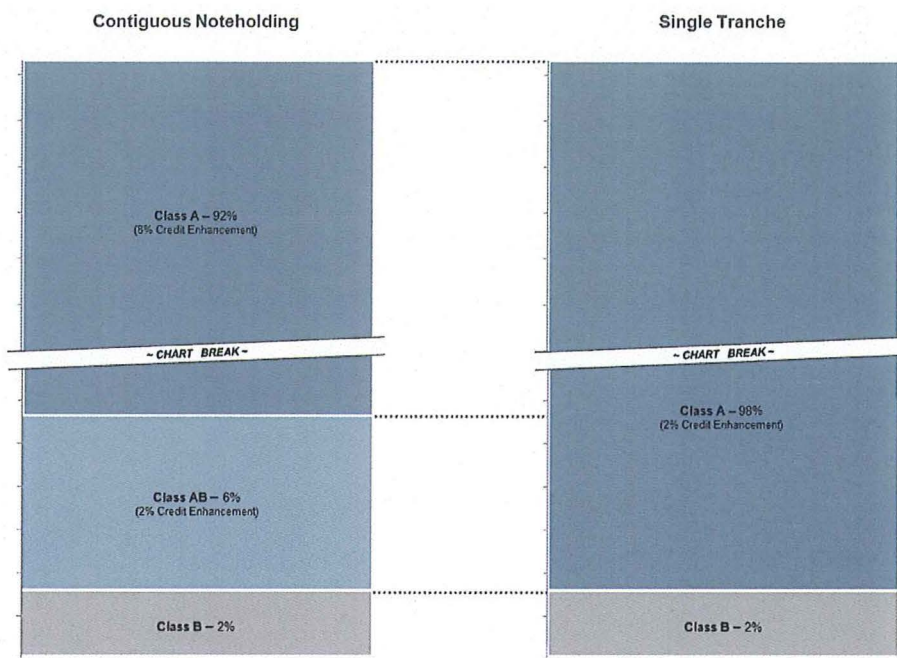 Contiguous Noteholding
Single Tranche
Class A – 92%
(8% Credit Enhancement)
~ CHART BREAK ~
Class AB – 6%
(2% Credit Enhancement)
Class B – 2%
~ CHART BREAK ~
Class A – 98%
(2% Credit Enhancement)
Class B – 2%